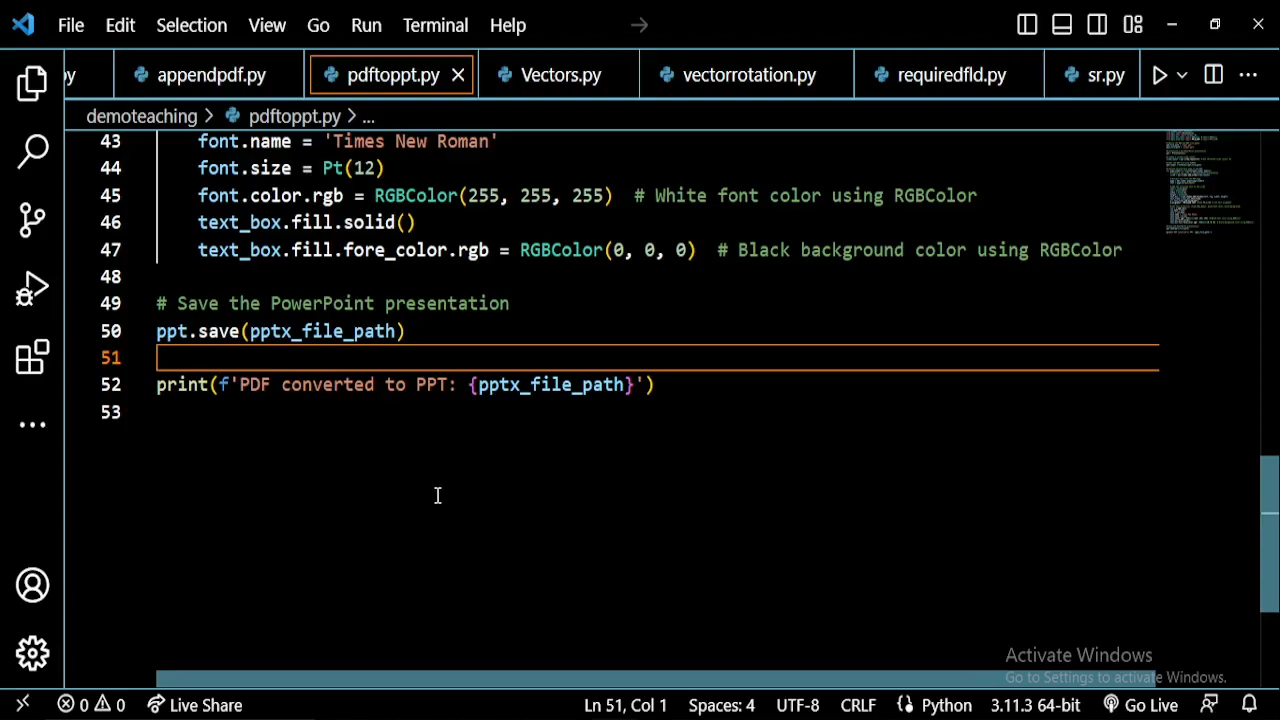 File Edit Selection View Go Run Terminal Help
py appendpdf.py pdftoppt.py Vectors.py vectorrotation.py requiredfld.py sr.py
demoteaching > pdftoppt.py > ...
43 font.name = 'Times New Roman'
44 font.size = Pt(12)
45 font.color.rgb = RGBColor(255, 255, 255) # White font color using RGBColor
46 text_box.fill.solid()
47 text_box.fill.fore_color.rgb = RGBColor(0, 0, 0) # Black background color using RGBColor
48
49 # Save the PowerPoint presentation
50 ppt.save(pptx_file_path)
51
52 print(f'PDF converted to PPT: {pptx_file_path}')
53
Activate Windows
Go to Settings to activate Windows.
0 0 Live Share Ln 51, Col 1 Spaces: 4 UTF-8 CRLF Python 3.11.3 64-bit Go Live